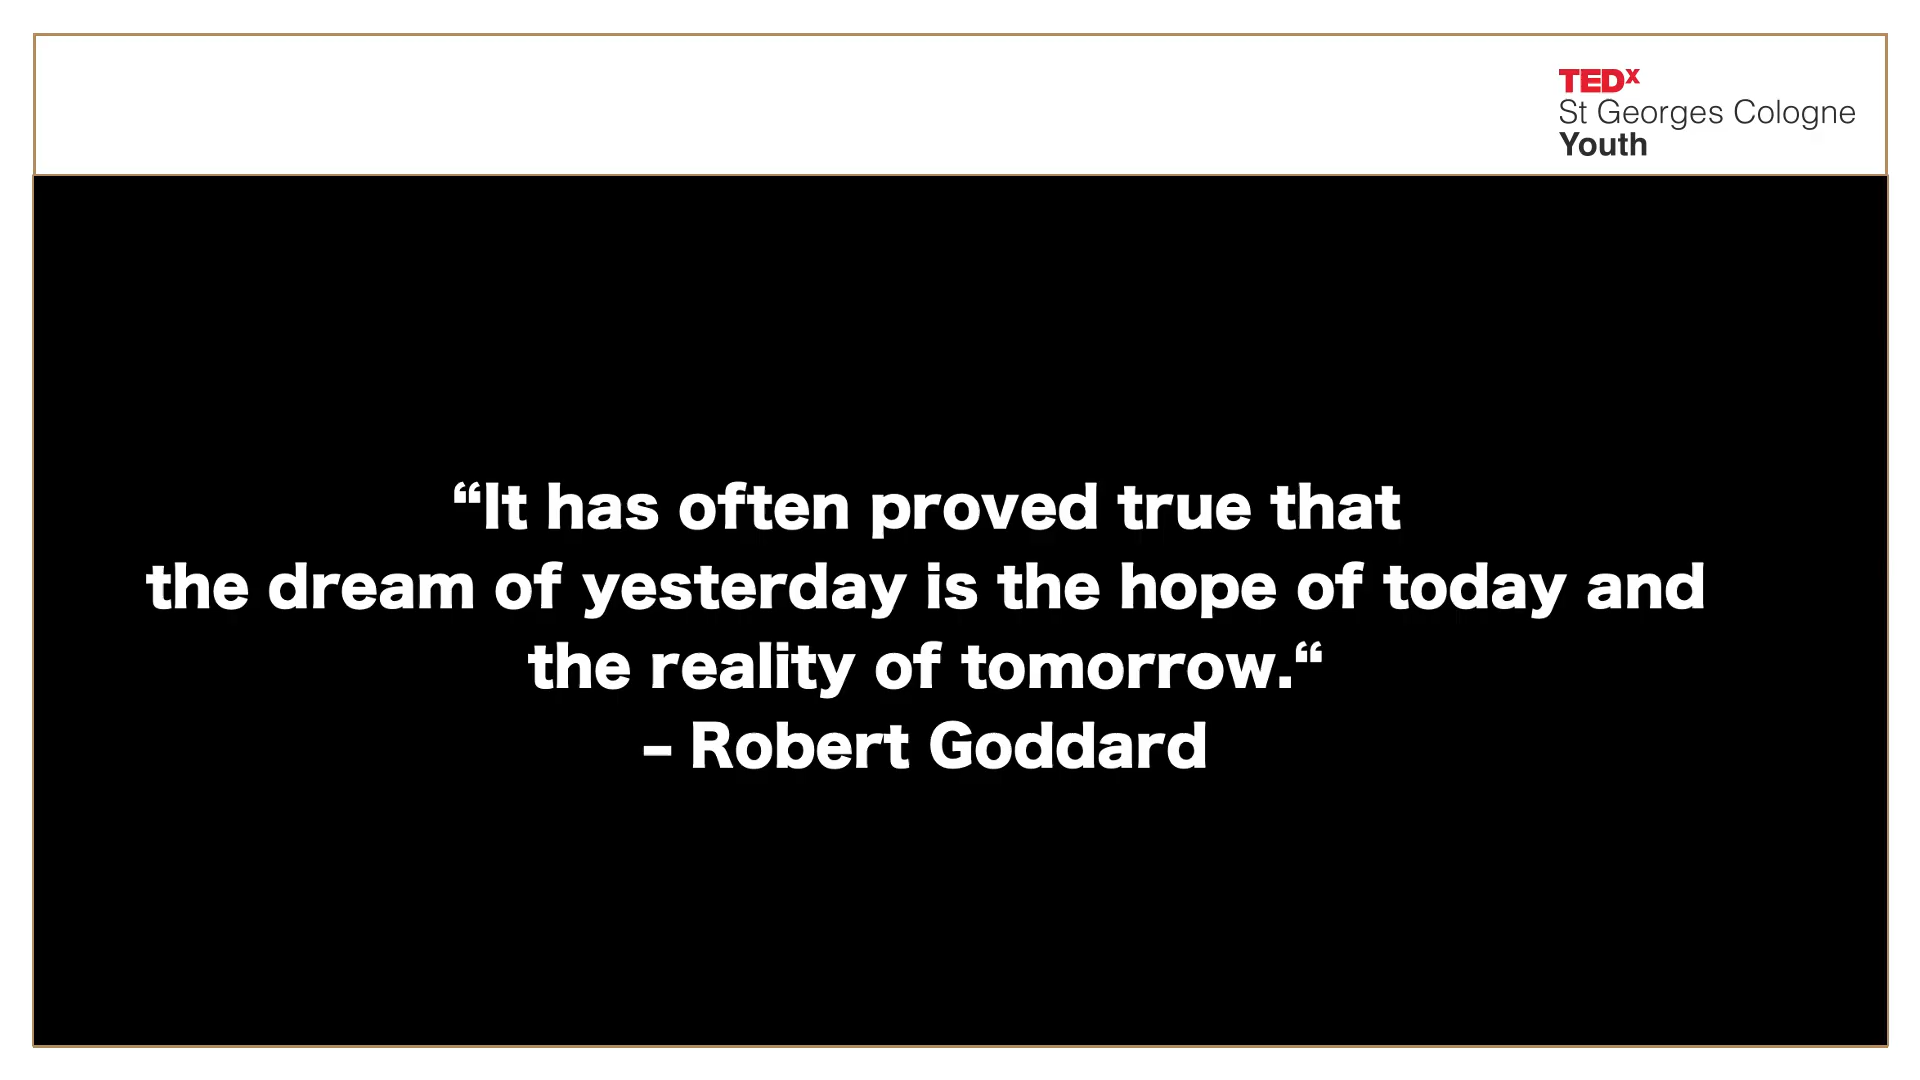 TEDx
St Georges Cologne
Youth
“It has often proved true that
the dream of yesterday is the hope of today and
the reality of tomorrow.“
– Robert Goddard